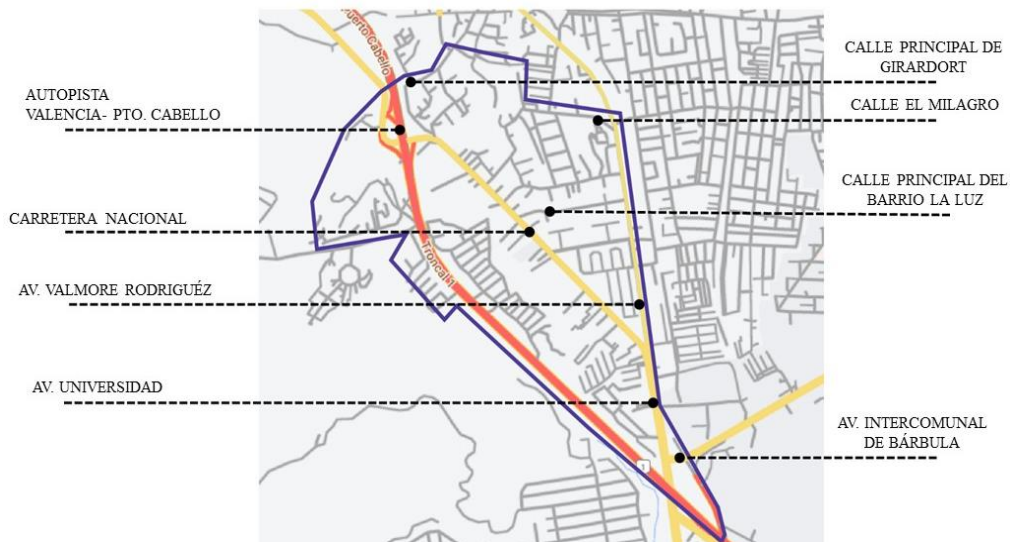 Puerto Cabello
CALLE PRINCIPAL DE
GIRARDORT
AUTOPISTA
VALENCIA- PTO. CABELLO
CALLE EL MILAGRO
CALLE PRINCIPAL DEL
BARRIO LA LUZ
CARRETERA NACIONAL
Troncal 1
AV. VALMORE RODRIGUÉZ
AV. UNIVERSIDAD
AV. INTERCOMUNAL
DE BÁRBULA
1